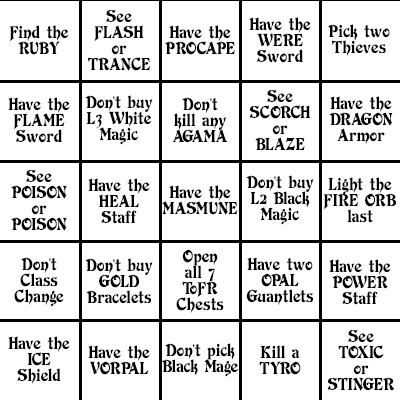 Find the
RUBY
See
FLASH
or
TRANCE
Have the
PROCAPE
Have the
WERE
Sword
Pick two
Thieves
Have the
FLAME
Sword
Don't buy
L3 White
Magic
Don't
kill any
AGAMA
See
SCORCH
or
BLAZE
Have the
DRAGON
Armor
See
POISON
or
POISON
Have the
HEAL
Staff
Have the
MASMUNE
Don't buy
L2 Black
Magic
Light the
FIRE ORB
last
Don't
Class
Change
Don't buy
GOLD
Bracelets
Open
all 7
ToFR
Chests
Have two
OPAL
Guantlets
Have the
POWER
Staff
Have the
ICE
Shield
Have the
VORPAL
Don't pick
Black Mage
Kill a
TYRO
See
TOXIC
or
STINGER